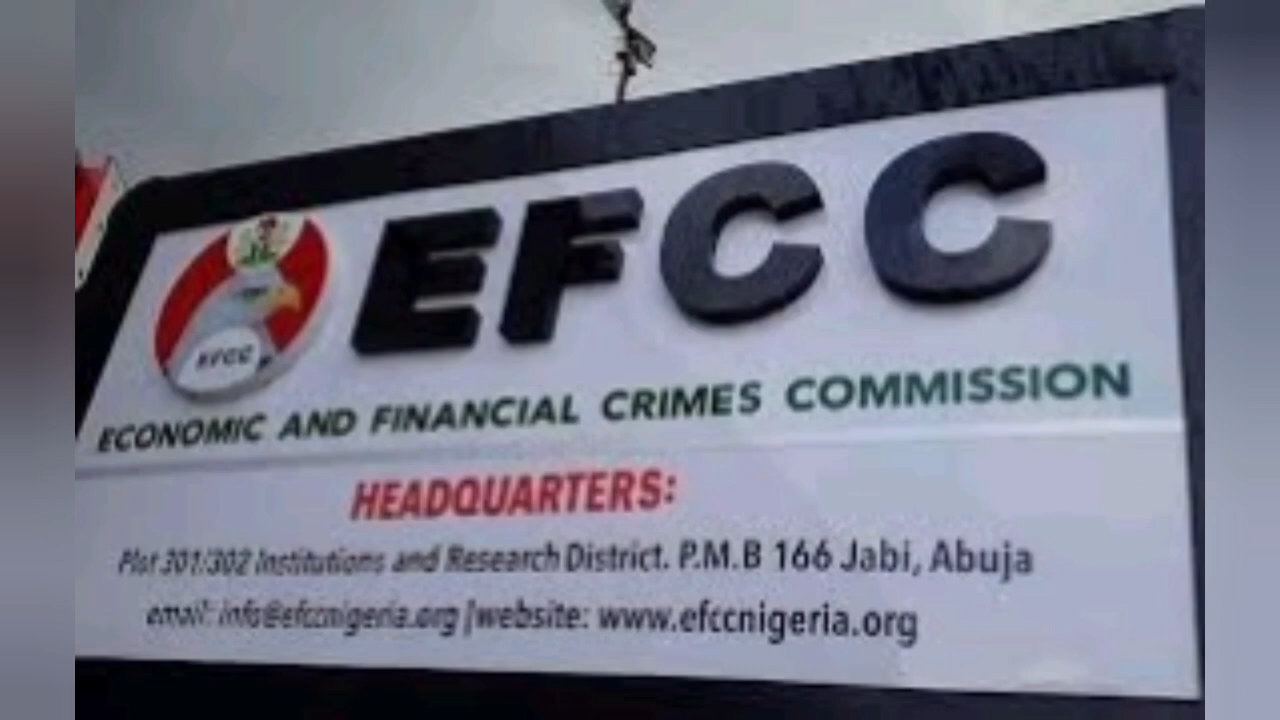 EFCC
EFCC
ECONOMIC AND FINANCIAL CRIMES COMMISSION
HEADQUARTERS:
Plot 301/302 Institutions and Research District. P.M.B 166 Jabi, Abuja
email: info@efccnigeria.org |website: www.efccnigeria.org